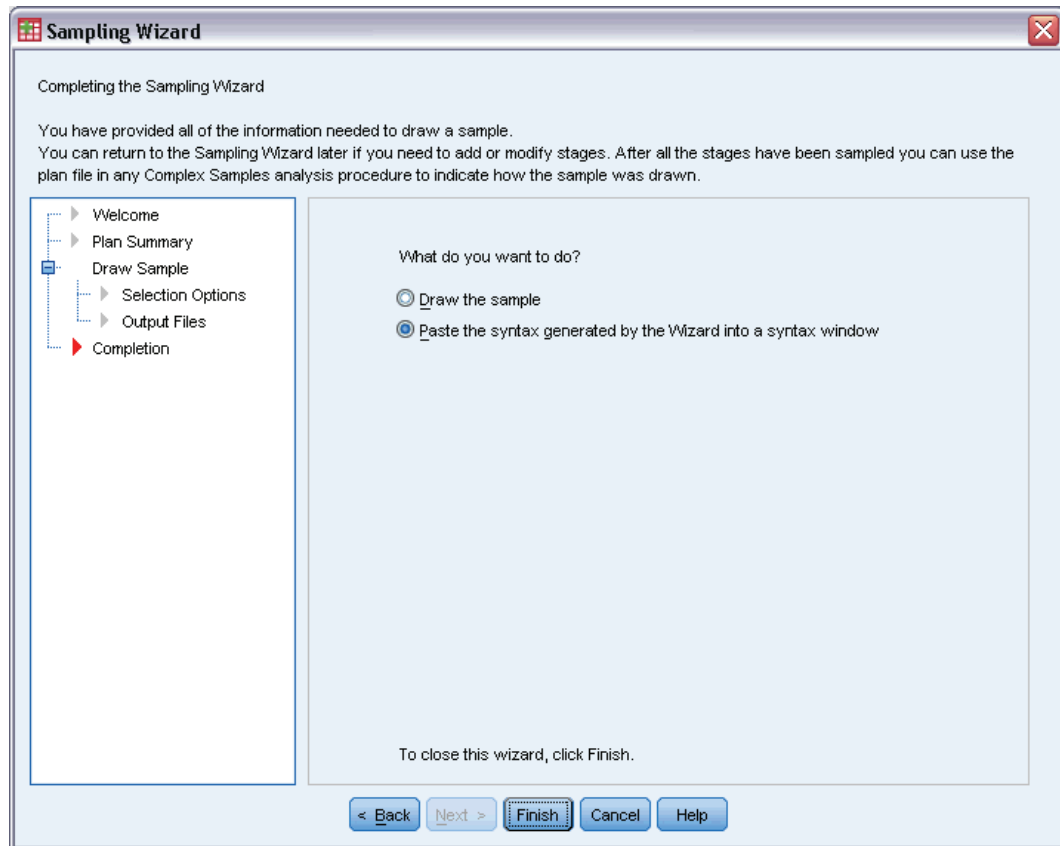 Sampling Wizard
Completing the Sampling Wizard
You have provided all of the information needed to draw a sample.
You can return to the Sampling Wizard later if you need to add or modify stages. After all the stages have been sampled you can use the
plan file in any Complex Samples analysis procedure to indicate how the sample was drawn.
Welcome
Plan Summary
Draw Sample
Selection Options
Output Files
Completion
What do you want to do?
Draw the sample
Paste the syntax generated by the Wizard into a syntax window
To close this wizard, click Finish.
< Back Next > Finish Cancel Help